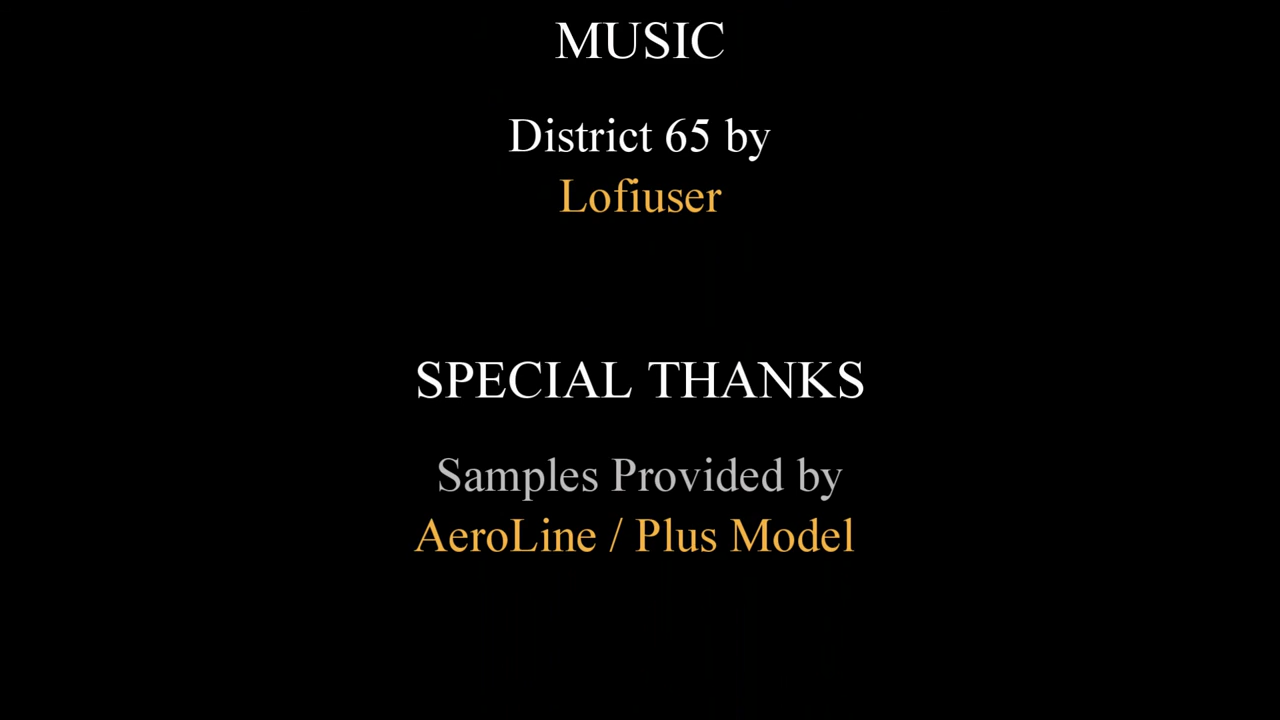 MUSIC
District 65 by
Lofiuser
SPECIAL THANKS
Samples Provided by
AeroLine / Plus Model